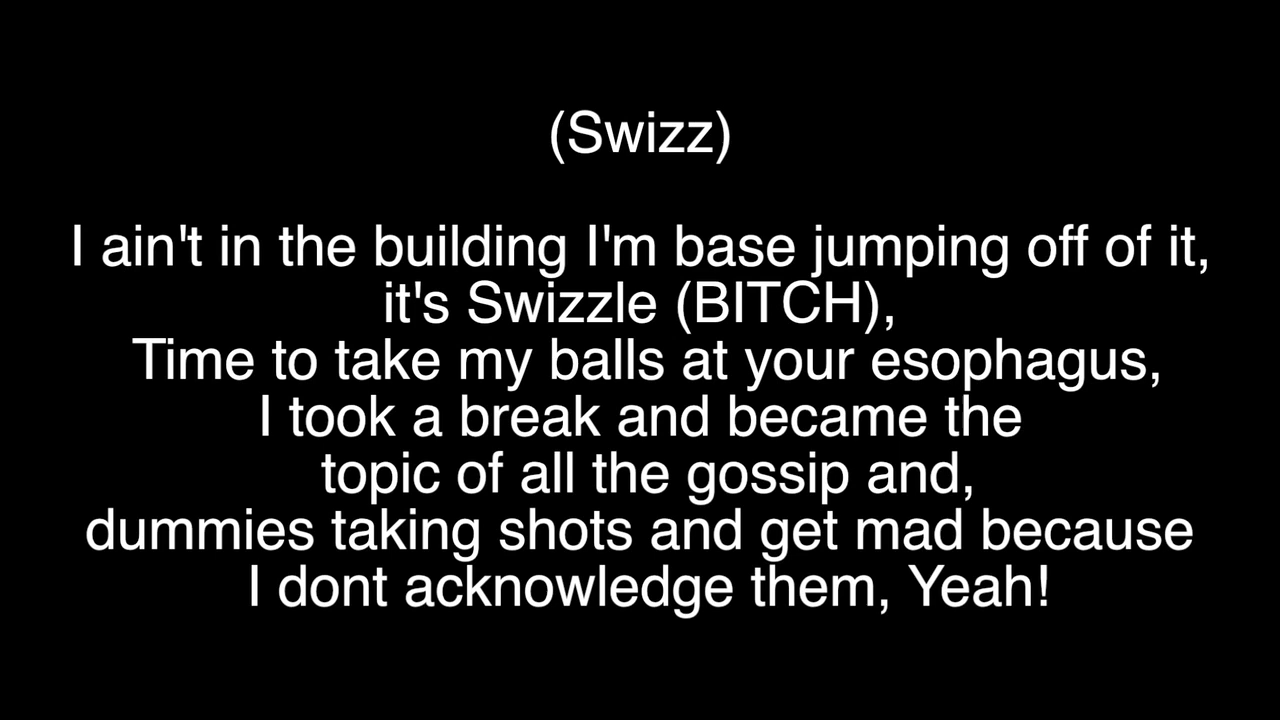 (Swizz)
I ain't in the building I'm base jumping off of it,
it's Swizzle (BITCH),
Time to take my balls at your esophagus,
I took a break and became the
topic of all the gossip and,
dummies taking shots and get mad because
I dont acknowledge them, Yeah!